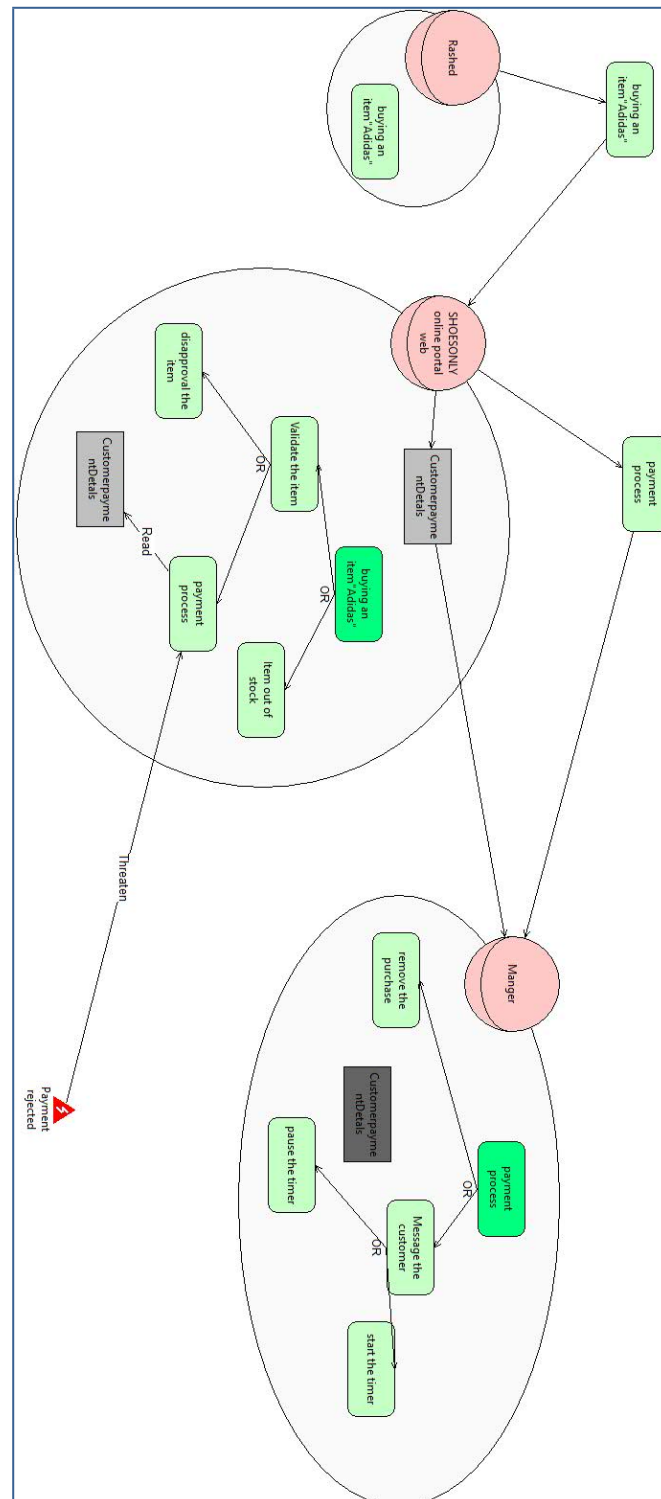 buying an
item"Adidas"
payment
process
Rashed
buying an
item"Adidas"
SHOESONLY
online portal
web
Customerpayme
ntDetals
buying an
item"Adidas"
OR
Validate the item
Item out of
stock
OR
disapproval the
item
payment
process
Read
Customerpayme
ntDetals
Threaten
Payment
rejected
Manger
payment
process
OR
remove the
purchase
Message the
customer
Customerpayme
ntDetals
OR
pause the timer
start the timer